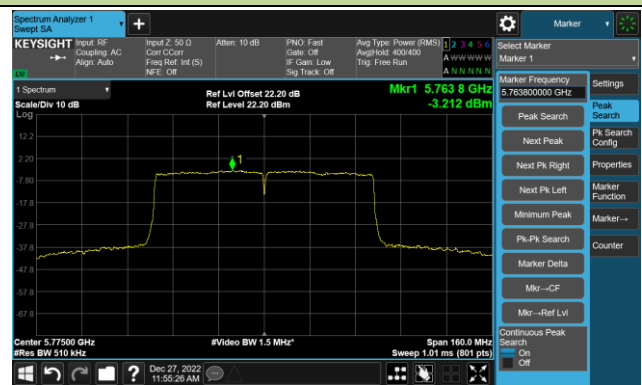 Spectrum Analyzer 1
Swept SA
Marker
KEYSIGHT
Input: RF
Coupling: AC
Align: Auto
Input Z: 50 Ω
Corr CCorr
Freq Ref: Int (S)
NFE: Off
Atten: 10 dB
PNO: Fast
Gate: Off
IF Gain: Low
Sig Track: Off
Avg Type: Power (RMS)
Avg|Hold: 400/400
Trig: Free Run
1 2 3 4 5 6
A W W W W W
A N N N N N
Select Marker
Marker 1
1 Spectrum
Scale/Div 10 dB
Log
Ref Lvl Offset 22.20 dB
Ref Level 22.20 dBm
Mkr1 5.763 8 GHz
-3.212 dBm
Marker Frequency
5.763800000 GHz
Peak Search
Next Peak
Next Pk Right
Next Pk Left
Minimum Peak
Pk-Pk Search
Marker Delta
Mkr→CF
Mkr→Ref Lvl
Continuous Peak
Search
On
Off
Settings
Peak
Search
Pk Search
Config
Properties
Marker
Function
Marker→
Counter
12.2
2.20
-7.80
-17.8
-27.8
-37.8
-47.8
-57.8
-67.8
1
Center 5.77500 GHz
#Res BW 510 kHz
#Video BW 1.5 MHz*
Span 160.0 MHz
Sweep 1.01 ms (801 pts)
Dec 27, 2022
11:55:26 AM